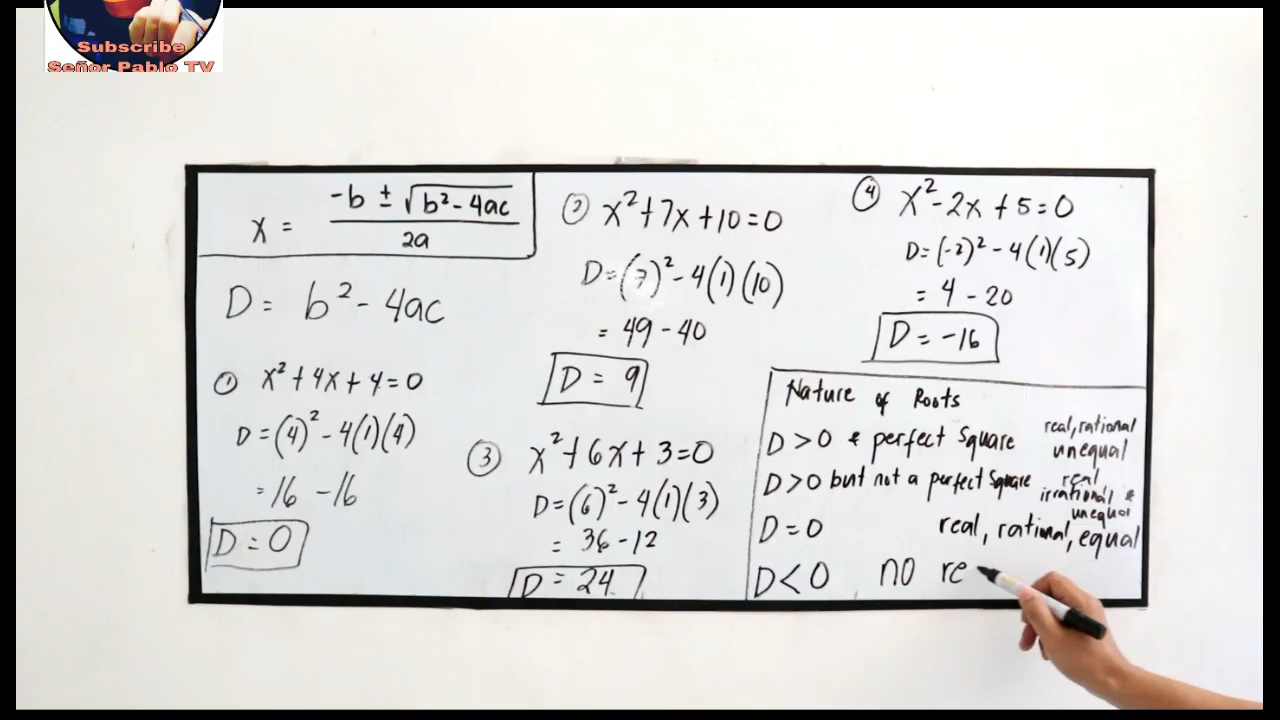 Subscribe
Señor Pablo TV
x = -b ± √b² - 4ac / 2a
D = b² - 4ac
① x² + 4x + 4 = 0
D = (4)² - 4(1)(4)
= 16 - 16
D = 0
② x² + 7x + 10 = 0
D = (7)² - 4(1)(10)
= 49 - 40
D = 9
③ x² + 6x + 3 = 0
D = (6)² - 4(1)(3)
= 36 - 12
D = 24
④ x² - 2x + 5 = 0
D = (-2)² - 4(1)(5)
= 4 - 20
D = -16
Nature of Roots
D > 0 & perfect square real, rational unequal
D > 0 but not a perfect square real irrational & unequal
D = 0 real, rational, equal
D < 0 no re